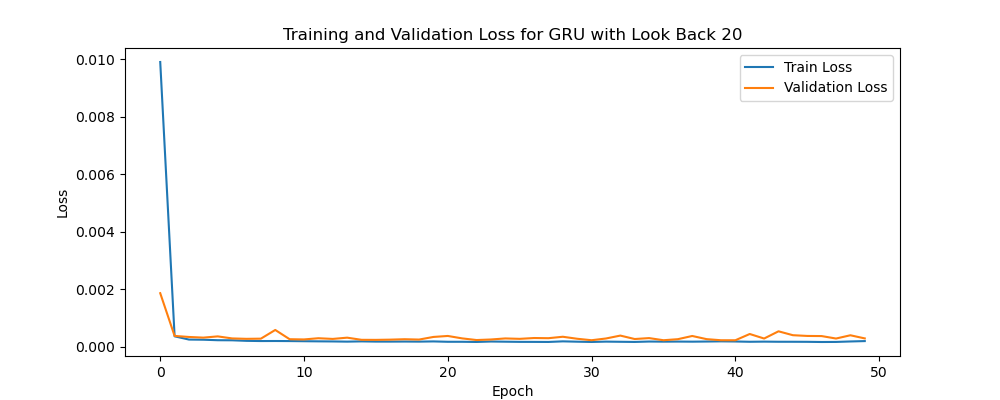 Training and Validation Loss for GRU with Look Back 20
Train Loss
Validation Loss
0.010
0.008
0.006
0.004
0.002
0.000
Loss
0
10
20
30
40
50
Epoch